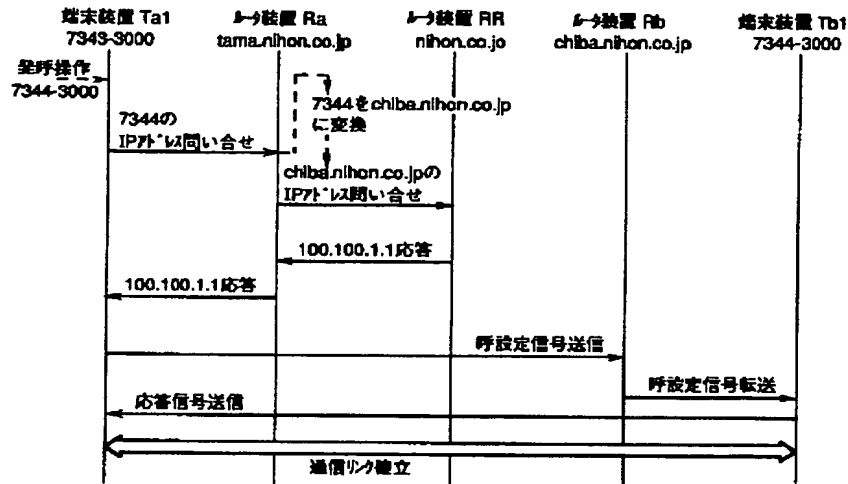 端末装置 Ta1
7343-3000
ルータ装置 Ra
tama.nihon.co.jp
ルータ装置 RR
nihon.co.jo
ルータ装置 Rb
chiba.nihon.co.jp
端末装置 Tb1
7344-3000
発呼操作
7344-3000
7344をchiba.nihon.co.jp
に変換
7344の
IPアドレス問い合せ
chiba.nihon.co.jpの
IPアドレス問い合せ
100.100.1.1応答
100.100.1.1応答
呼設定信号送信
呼設定信号転送
応答信号送信
通信リンク確立